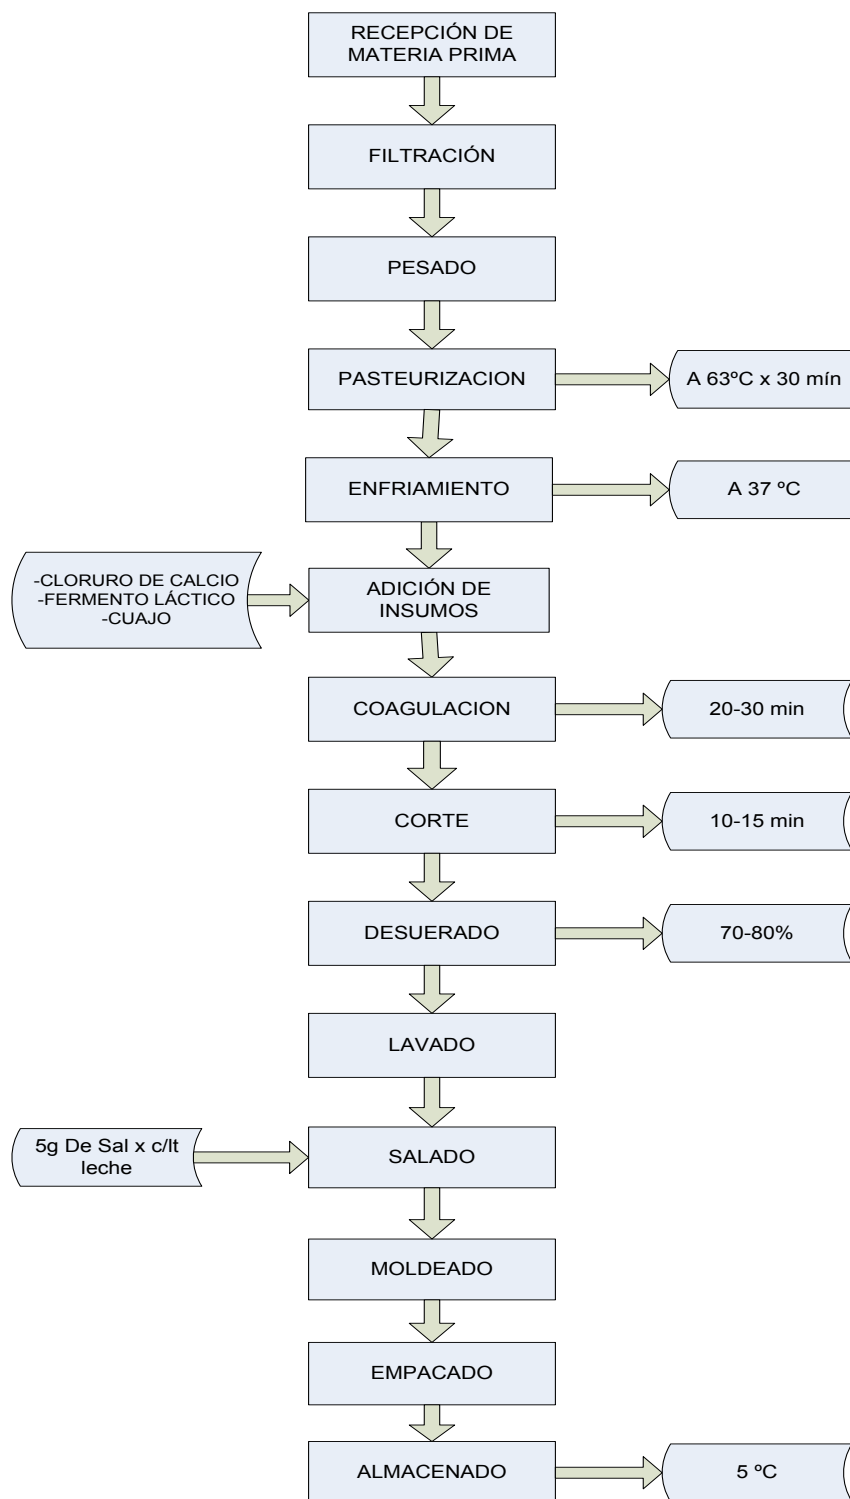 RECEPCIÓN DE
MATERIA PRIMA
FILTRACIÓN
PESADO
PASTEURIZACION
A 63ºC x 30 mín
ENFRIAMIENTO
A 37 ºC
-CLORURO DE CALCIO
-FERMENTO LÁCTICO
-CUAJO
ADICIÓN DE
INSUMOS
COAGULACION
20-30 min
CORTE
10-15 min
DESUERADO
70-80%
LAVADO
5g De Sal x c/lt
leche
SALADO
MOLDEADO
EMPACADO
ALMACENADO
5 ºC